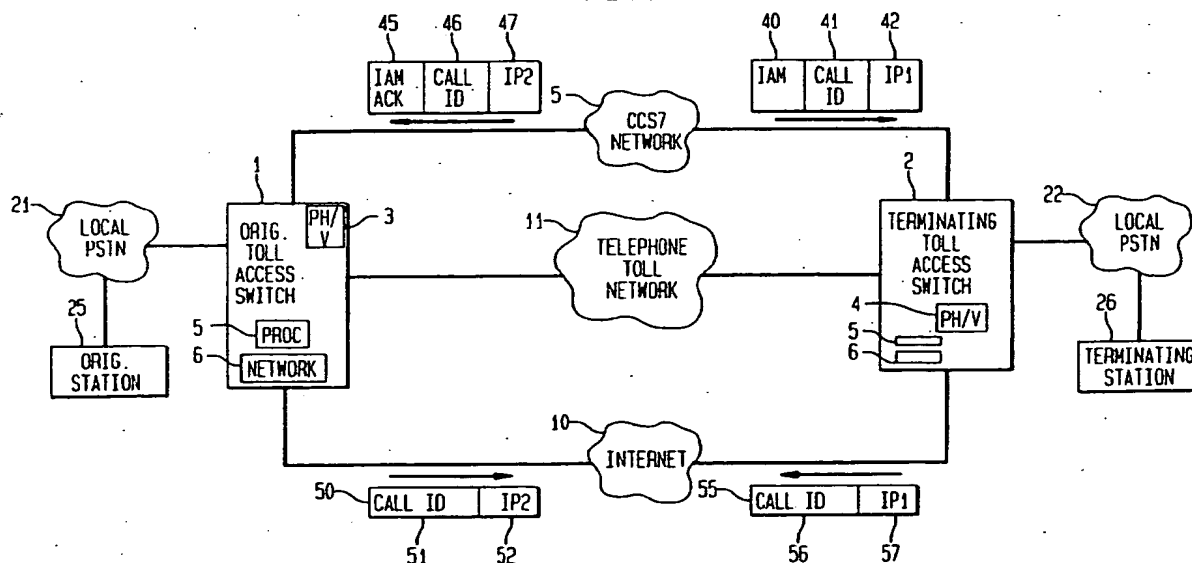 45 46 47 40 41 42
IAM ACK CALL ID IP2
IAM CALL ID IP1
5
CCS7 NETWORK
1
2
21
LOCAL PSTN
PH/V
3
ORIG. TOLL ACCESS SWITCH
11
TELEPHONE TOLL NETWORK
TERMINATING TOLL ACCESS SWITCH
22
LOCAL PSTN
4
PH/V
25
ORIG. STATION
5
PROC
6
NETWORK
5
6
26
TERMINATING STATION
10
INTERNET
50
CALL ID IP2
51 52
55
CALL ID IP1
56 57